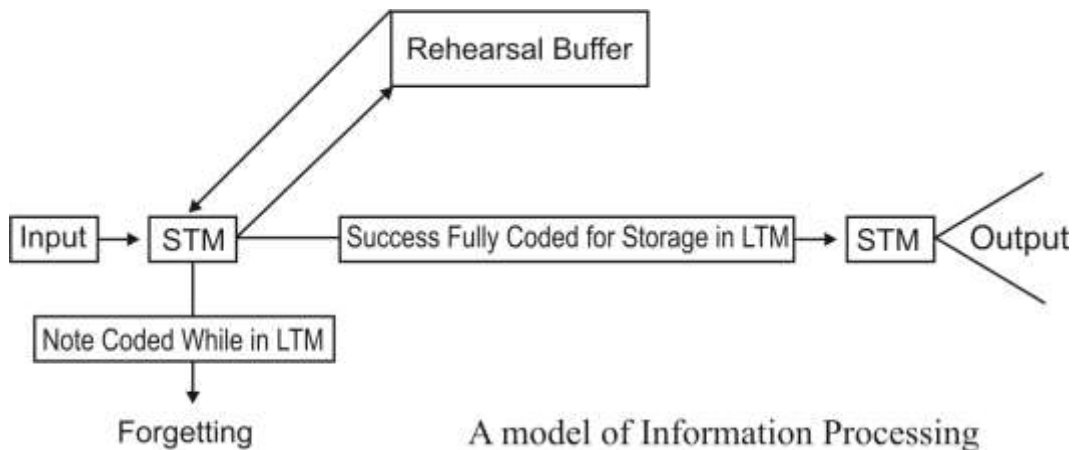 Rehearsal Buffer
Input
STM
Success Fully Coded for Storage in LTM
STM
Output
Note Coded While in LTM
Forgetting
A model of Information Processing